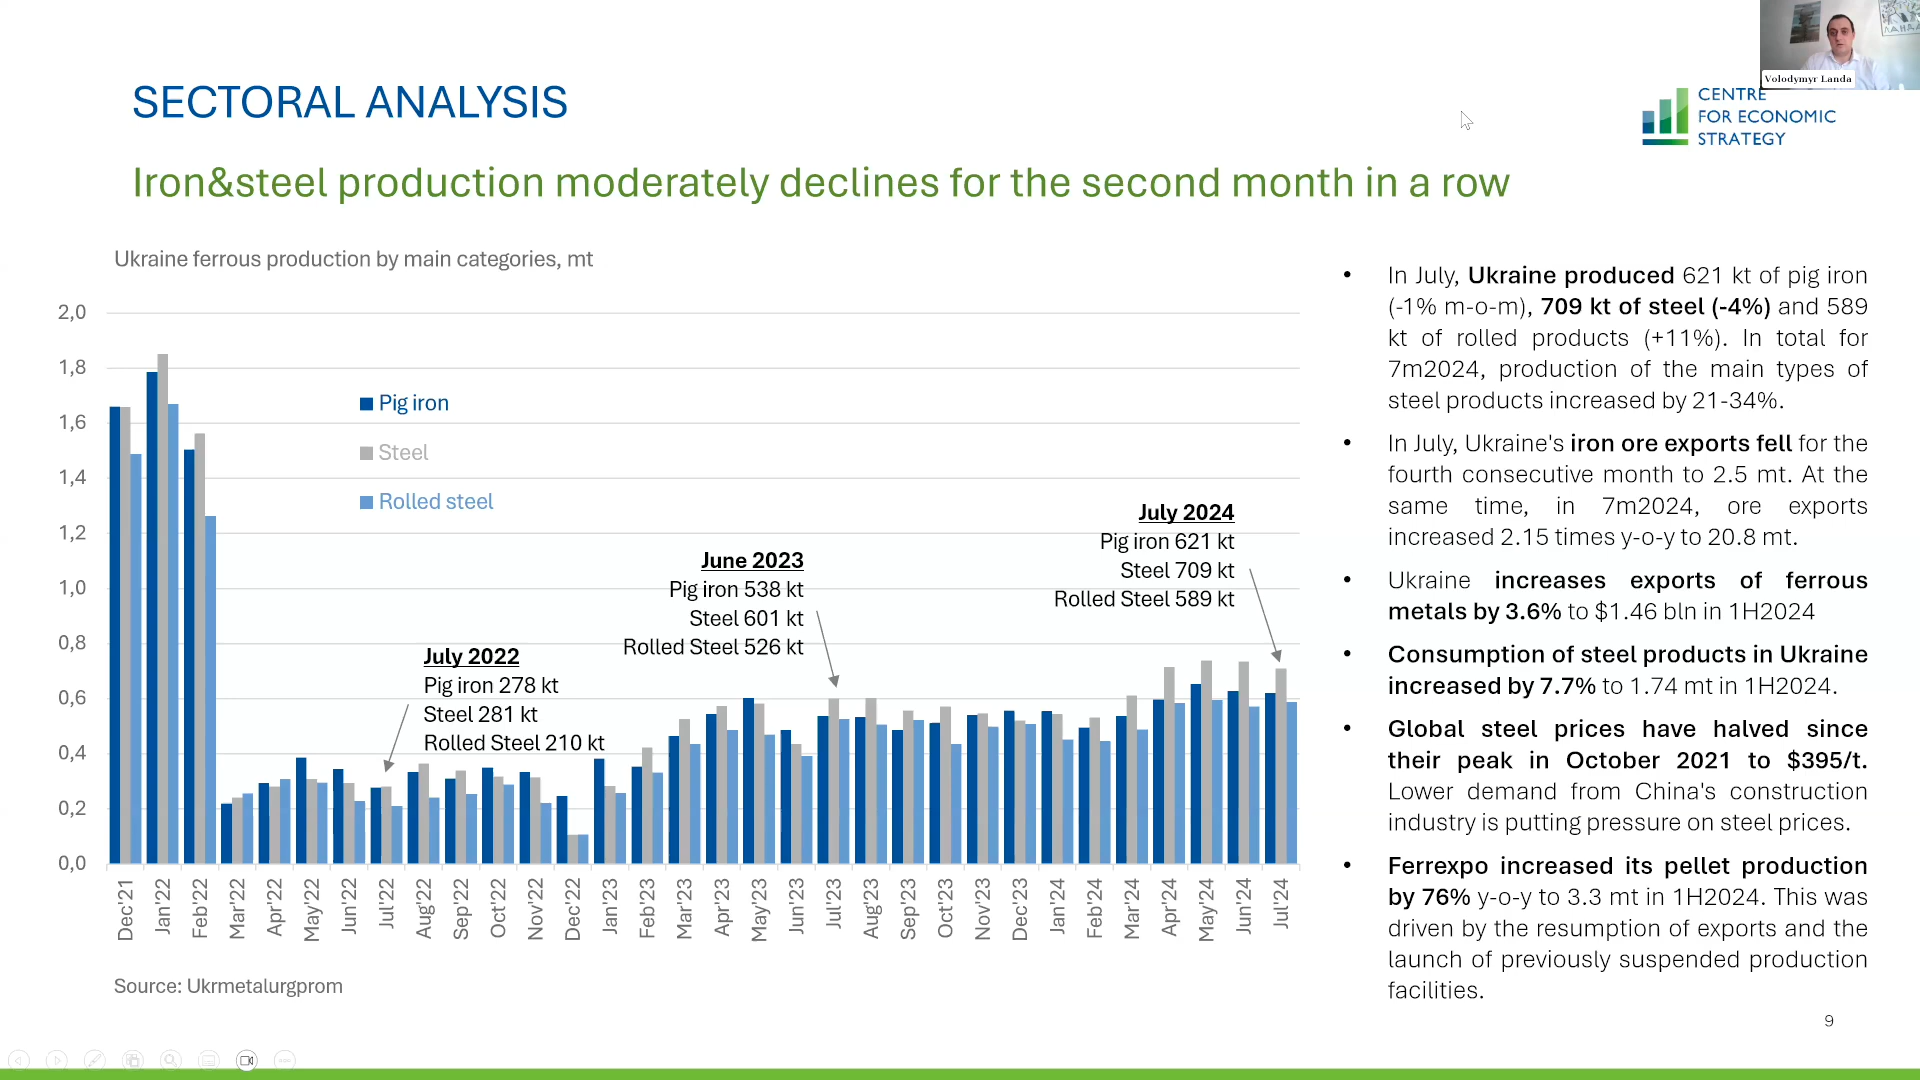 Volodymyr Landa
CENTRE
FOR ECONOMIC
STRATEGY
SECTORAL ANALYSIS
Iron&steel production moderately declines for the second month in a row
Ukraine ferrous production by main categories, mt
2,0
1,8
1,6
1,4
1,2
1,0
0,8
0,6
0,4
0,2
0,0
Pig iron
Steel
Rolled steel
July 2022
Pig iron 278 kt
Steel 281 kt
Rolled Steel 210 kt
June 2023
Pig iron 538 kt
Steel 601 kt
Rolled Steel 526 kt
July 2024
Pig iron 621 kt
Steel 709 kt
Rolled Steel 589 kt
Dec'21
Jan'22
Feb'22
Mar'22
Apr'22
May'22
Jun'22
Jul'22
Aug'22
Sep'22
Oct'22
Nov'22
Dec'22
Jan'23
Feb'23
Mar'23
Apr'23
May'23
Jun'23
Jul'23
Aug'23
Sep'23
Oct'23
Nov'23
Dec'23
Jan'24
Feb'24
Mar'24
Apr'24
May'24
Jun'24
Jul'24
Source: Ukrmetalurgprom
• In July, Ukraine produced 621 kt of pig iron
(-1% m-o-m), 709 kt of steel (-4%) and 589
kt of rolled products (+11%). In total for
7m2024, production of the main types of
steel products increased by 21-34%.
• In July, Ukraine's iron ore exports fell for the
fourth consecutive month to 2.5 mt. At the
same time, in 7m2024, ore exports
increased 2.15 times y-o-y to 20.8 mt.
• Ukraine increases exports of ferrous
metals by 3.6% to $1.46 bln in 1H2024
• Consumption of steel products in Ukraine
increased by 7.7% to 1.74 mt in 1H2024.
• Global steel prices have halved since
their peak in October 2021 to $395/t.
Lower demand from China's construction
industry is putting pressure on steel prices.
• Ferrexpo increased its pellet production
by 76% y-o-y to 3.3 mt in 1H2024. This was
driven by the resumption of exports and the
launch of previously suspended production
facilities.
9